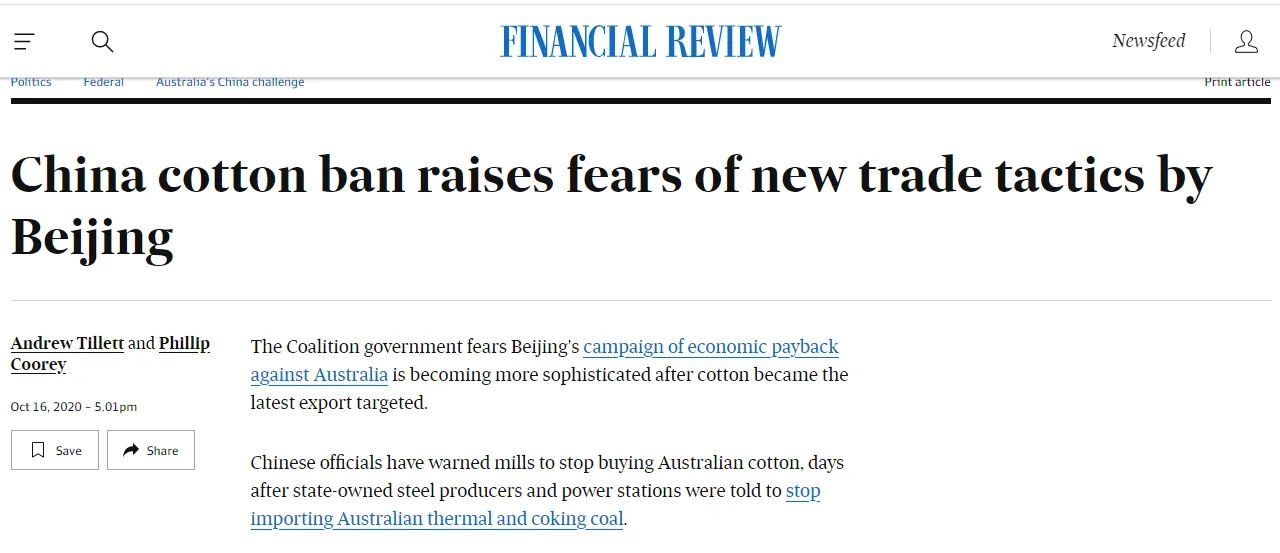 FINANCIAL REVIEW
Newsfeed
Politics Federal Australia's China challenge Print article
China cotton ban raises fears of new trade tactics by
Beijing
Andrew Tillett and Phillip
Coorey
Oct 16, 2020 – 5.01pm
Save Share
The Coalition government fears Beijing's campaign of economic payback
against Australia is becoming more sophisticated after cotton became the
latest export targeted.
Chinese officials have warned mills to stop buying Australian cotton, days
after state-owned steel producers and power stations were told to stop
importing Australian thermal and coking coal.